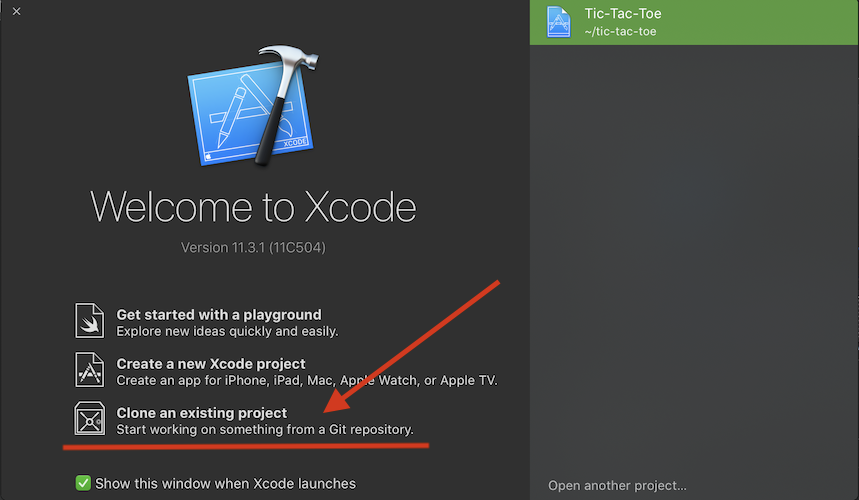 Tic-Tac-Toe
~/tic-tac-toe
XCODE
Welcome to Xcode
Version 11.3.1 (11C504)
Get started with a playground
Explore new ideas quickly and easily.
Create a new Xcode project
Create an app for iPhone, iPad, Mac, Apple Watch, or Apple TV.
Clone an existing project
Start working on something from a Git repository.
Show this window when Xcode launches
Open another project...